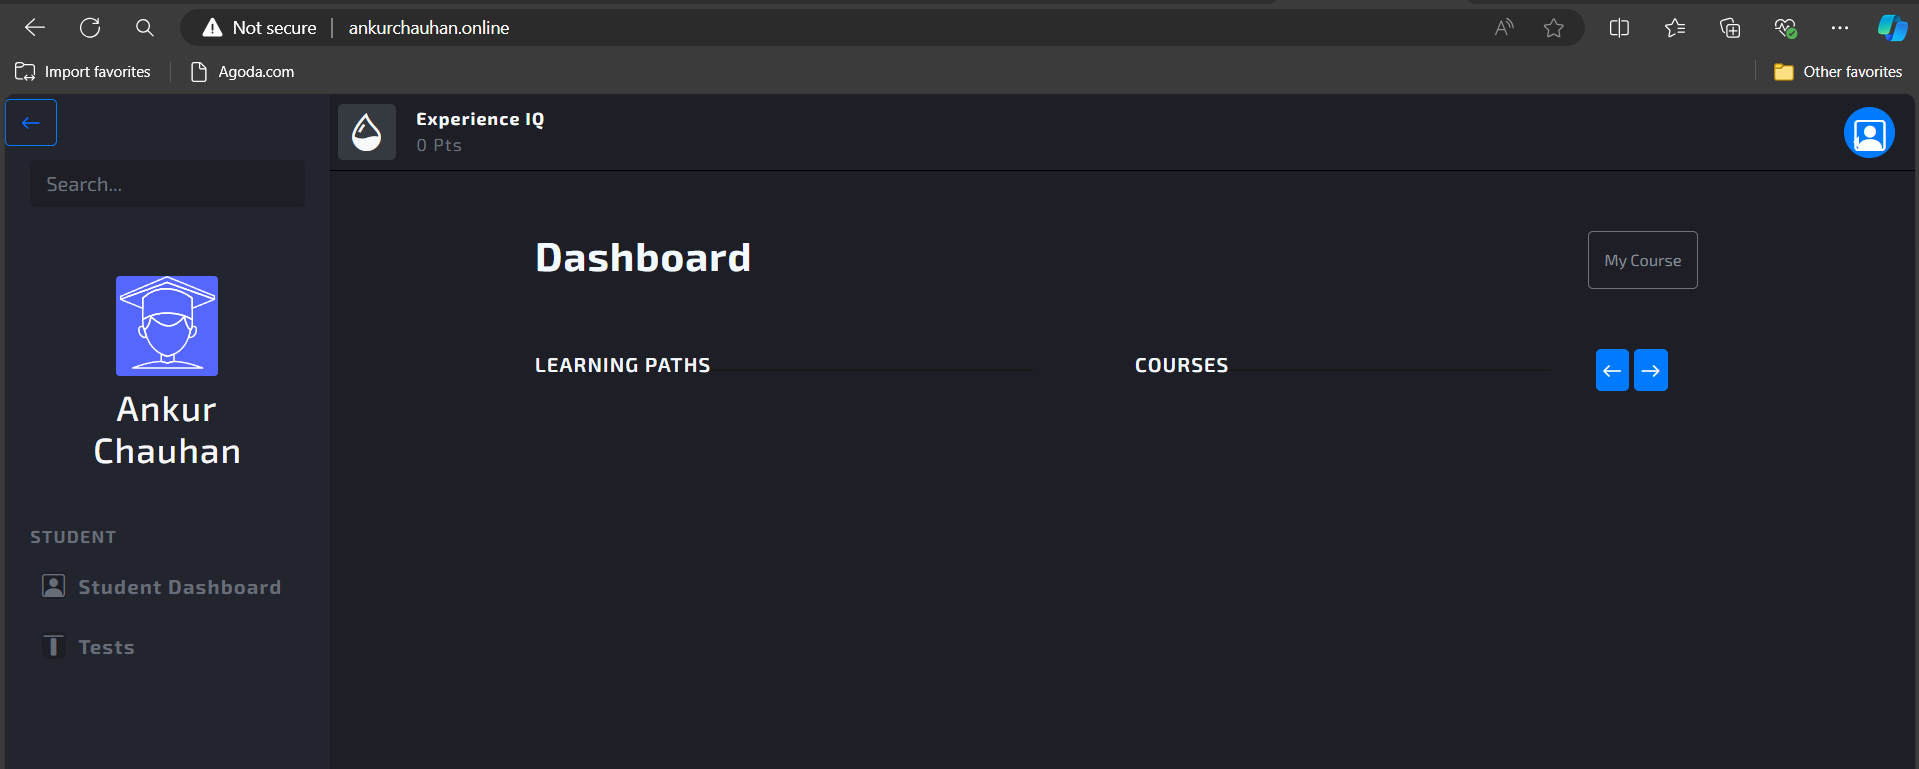 Not secure | ankurchauhan.online
Import favorites
Agoda.com
Other favorites
Search...
Experience IQ
0 Pts
Dashboard
My Course
LEARNING PATHS
COURSES
Ankur
Chauhan
STUDENT
Student Dashboard
Tests